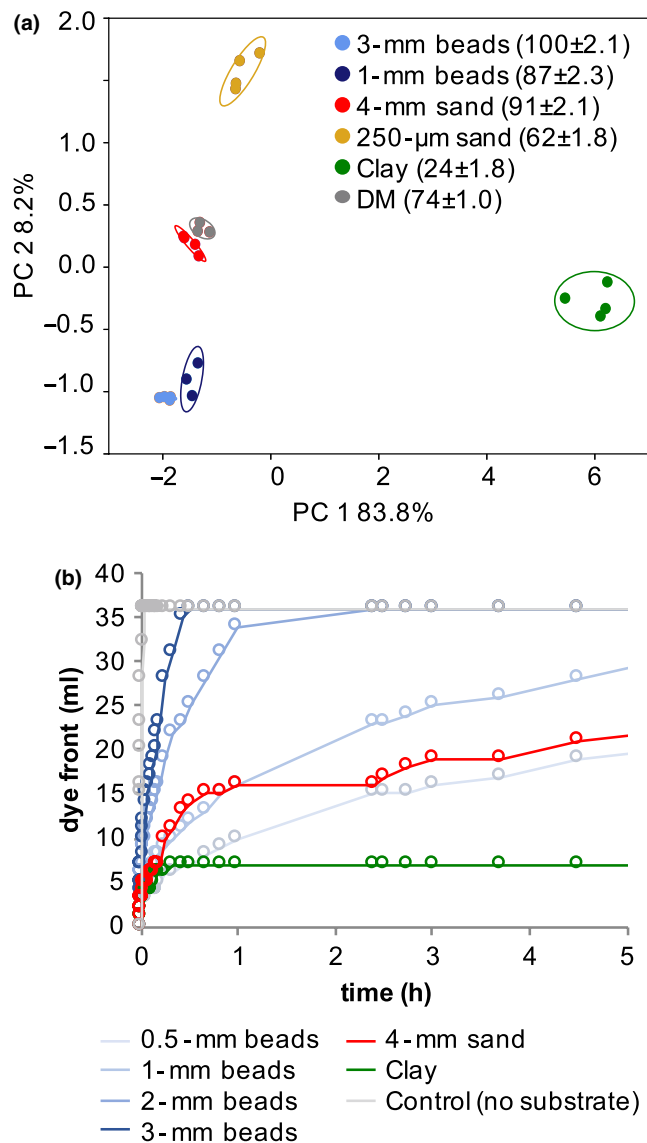 (a)
2.0
1.5
1.0
0.5
0.0
−0.5
−1.0
−1.5
PC 2 8.2%
3-mm beads (100±2.1)
1-mm beads (87±2.3)
4-mm sand (91±2.1)
250-µm sand (62±1.8)
Clay (24±1.8)
DM (74±1.0)
−2 0 2 4 6
PC 1 83.8%
(b)
40
35
30
25
20
15
10
5
0
dye front (ml)
0 1 2 3 4 5
time (h)
0.5-mm beads
1-mm beads
2-mm beads
3-mm beads
4-mm sand
Clay
Control (no substrate)